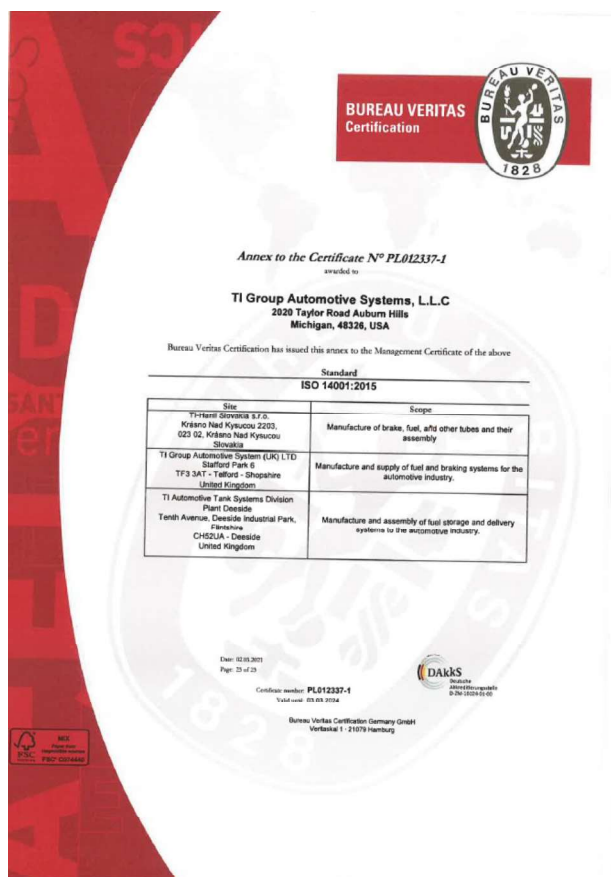 BUREAU VERITAS
Certification
BUREAU VERITAS
1828
Annex to the Certificate N° PL012337-1
awarded to
TI Group Automotive Systems, L.L.C
2020 Taylor Road Auburn Hills
Michigan, 48326, USA
Bureau Veritas Certification has issued this annex to the Management Certificate of the above
Standard
ISO 14001:2015
Site
Scope
TI-Hanil Slovakia s.r.o.
Krásno Nad Kysucou 2203,
023 02, Krásno Nad Kysucou
Slovakia
Manufacture of brake, fuel, and other tubes and their
assembly
TI Group Automotive System (UK) LTD
Stafford Park 6
TF3 3AT - Telford - Shopshire
United Kingdom
Manufacture and supply of fuel and braking systems for the
automotive industry.
TI Automotive Tank Systems Division
Plant Deeside
Tenth Avenue, Deeside Industrial Park,
Flintshire
CH52UA - Deeside
United Kingdom
Manufacture and assembly of fuel storage and delivery
systems to the automotive industry.
Date: 02.03.2021
Page: 23 of 23
Certificate number: PL012337-1
Valid until: 03.03.2024
Bureau Veritas Certification Germany GmbH
Veritaskai 1 - 21079 Hamburg
DAkkS
Deutsche
Akkreditierungsstelle
FSC
MIX